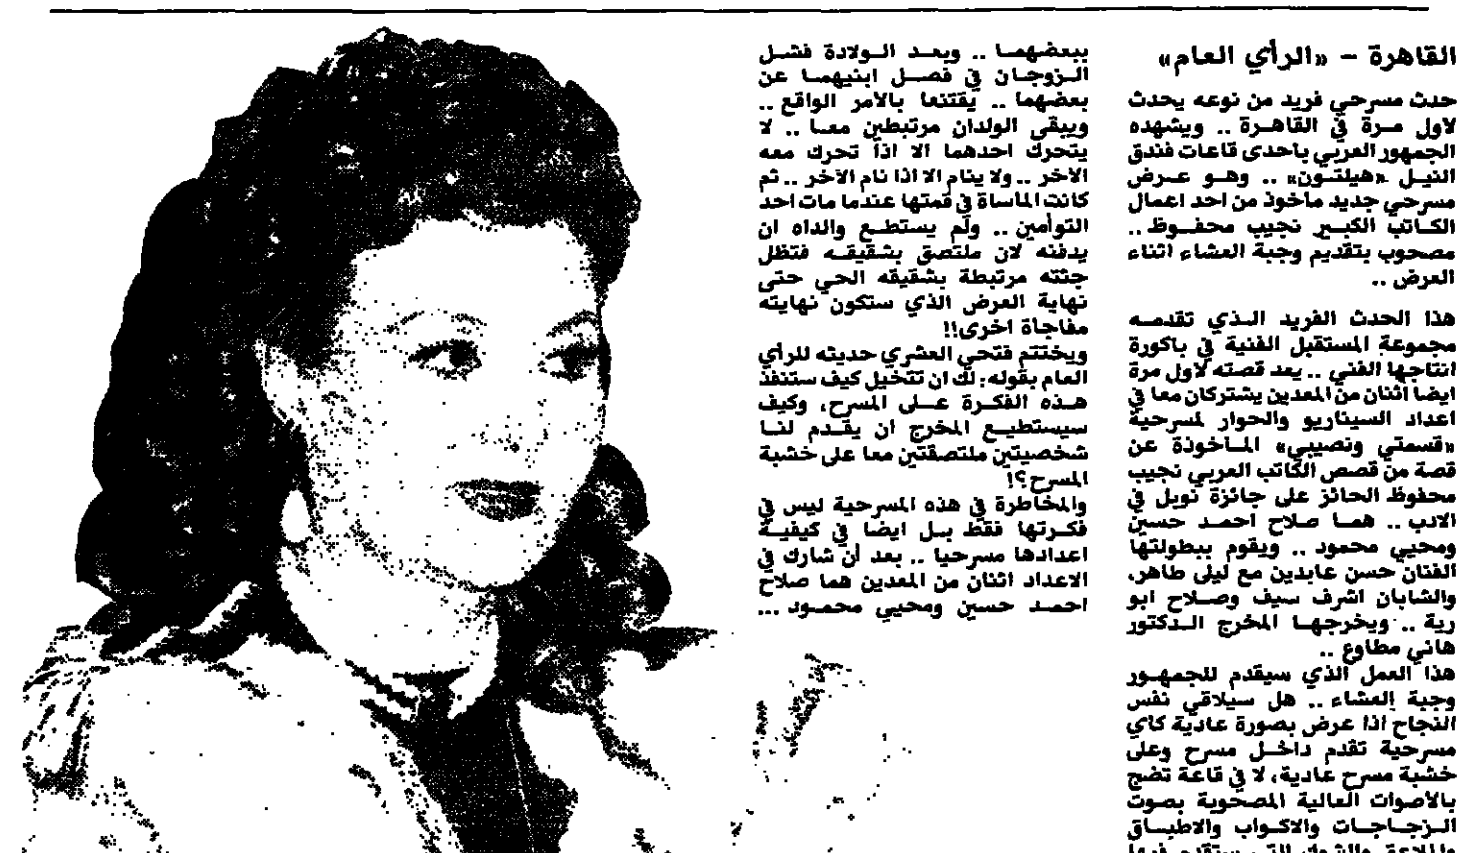 القاهرة – «الرأي العام»
حدث مسرحي فريد من نوعه يحدث
لاول مرة في القاهرة .. ويشهده
الجمهور العربي باحدى قاعات فندق
النيل «هيلتون» .. وهو عرض
مسرحي جديد مأخوذ من احد اعمال
الكاتب الكبير نجيب محفوظ ..
مصحوب بتقديم وجبة العشاء اثناء
العرض ..
هذا الحدث الفريد الذي تقدمه
مجموعة المستقبل الفنية في باكورة
انتاجها الفني .. يعد قصته لاول مرة
ايضا اثنان من المعدين يشتركان معا في
اعداد السيناريو والحوار لمسرحية
«قسمتي ونصيبي» المأخوذة عن
قصة من قصص الكاتب العربي نجيب
محفوظ الحائز على جائزة نوبل في
الادب .. هما صلاح احمد حسين
ومحيي محمود .. ويقوم ببطولتها
الفنان حسن عابدين مع ليلى طاهر،
والشابان اشرف سيف وصلاح ابو
رية .. ويخرجها المخرج الدكتور
هاني مطاوع ..
هذا العمل الذي سيقدم للجمهور
وجبة العشاء .. هل سيلاقي نفس
النجاح اذا عرض بصورة عادية كأي
مسرحية تقدم داخل مسرح وعلى
خشبة مسرح عادية، لا في قاعة تضج
بالاصوات العالية المصحوبة بصوت
الزجاجات والاكواب والاطباق
ببعضهما .. وبعد الولادة فشل
الزوجان في فصل ابنيهما عن
بعضهما .. يقتنعا بالامر الواقع ..
ويبقى الولدان مرتبطين معا .. لا
يتحرك احدهما الا اذا تحرك معه
الآخر .. ولا ينام الا اذا نام الآخر .. ثم
كانت المأساة في قمتها عندما مات احد
التوأمين .. ولم يستطع والداه ان
يدفنه لان ملتصق بشقيقه فتظل
جثته مرتبطة بشقيقه الحي حتى
نهاية العرض الذي ستكون نهايته
مفاجأة اخرى!!
ويختتم فتحي العشري حديثه للرأي
العام بقوله: لك ان تتخيل كيف ستنفذ
هذه الفكرة على المسرح، وكيف
سيستطيع المخرج ان يقدم لنا
شخصيتين ملتصقتين معا على خشبة
المسرح؟!
والمخاطرة في هذه المسرحية ليس في
فكرتها فقط بل ايضا في كيفية
اعدادها مسرحيا .. بعد أن شارك في
الاعداد اثنان من المعدين هما صلاح
احمد حسين ومحيي محمود ...